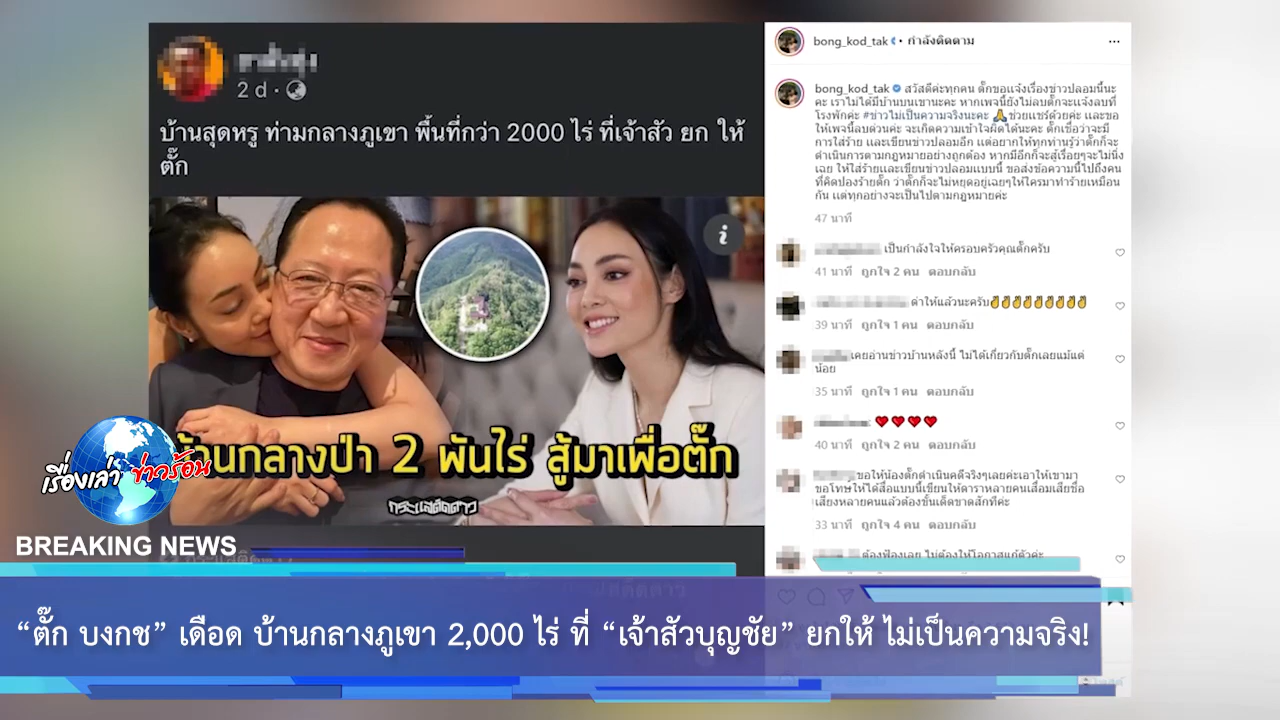 2 d
บ้านสุดหรู ท่ามกลางภูเขา พื้นที่กว่า 2000 ไร่ ที่เจ้าสัว ยก ให้
ตั๊ก
i
บ้านกลางป่า 2 พันไร่ สู้มาเพื่อตั๊ก
กระแสติดดาว
bong_kod_tak • กำลังติดตาม
bong_kod_tak สวัสดีค่ะทุกคน ตั๊กขอแจ้งเรื่องข่าวปลอมนี้นะ
คะ เราไม่ได้มีบ้านบนเขานะคะ หากเพจนี้ยังไม่ลบตั๊กจะแจ้งลบที่
โรงพักค่ะ #ข่าวไม่เป็นความจริงนะคะ 🙏ช่วยแชร์ด้วยค่ะ และขอ
ให้เพจนี้ลบด่วนค่ะ จะเกิดความเข้าใจผิดได้นะคะ ตั๊กเชื่อว่าจะมี
การใส่ร้าย และเขียนข่าวปลอมอีก แต่อยากให้ทุกท่านรู้ว่าตั๊กก็จะ
ดำเนินการตามกฎหมายอย่างถูกต้อง หากมีอีกก็จะสู้เรื่อยๆจะไม่นิ่ง
เฉย ให้ใส่ร้ายและเขียนข่าวปลอมแบบนี้ ขอส่งข้อความนี้ไปถึงคน
ที่คิดปองร้ายตั๊ก ว่าตั๊กก็จะไม่หยุดอยู่เฉยๆให้ใครมาทำร้ายเหมือน
กัน แต่ทุกอย่างจะเป็นไปตามกฎหมายค่ะ
47 นาที
เป็นกำลังใจให้ครอบครัวคุณตั๊กครับ
41 นาที ถูกใจ 2 คน ตอบกลับ
ด่าให้แล้วนะครับ✌✌✌✌✌✌✌✌✌
39 นาที ถูกใจ 1 คน ตอบกลับ
เคยอ่านข่าวบ้านหลังนี้ ไม่ได้เกี่ยวกับตั๊กเลยแม้แต่
น้อย
35 นาที ถูกใจ 1 คน ตอบกลับ
❤❤❤❤
40 นาที ถูกใจ 2 คน ตอบกลับ
ขอให้น้องตั๊กดำเนินคดีจริงๆเลยค่ะเอาให้เขามา
ขอโทษให้ได้สื่อแบบนี้เขียนให้ดาราหลายคนเสื่อมเสียชื่อ
เสียงหลายคนแล้วต้องขั้นเด็ดขาดสักทีค่ะ
33 นาที ถูกใจ 4 คน ตอบกลับ
ต้องฟ้องเลย ไม่ต้องให้โอกาสแก้ตัวค่ะ
เรื่องเล่า
ข่าวร้อน
BREAKING NEWS
“ตั๊ก บงกช” เดือด บ้านกลางภูเขา 2,000 ไร่ ที่ “เจ้าสัวบุญชัย” ยกให้ ไม่เป็นความจริง!